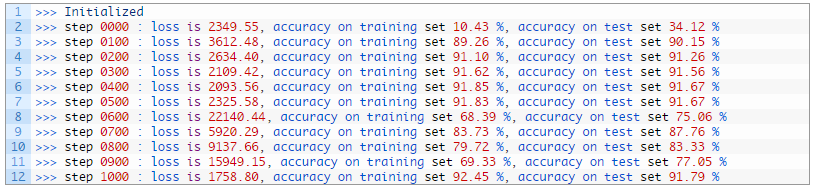 1 >>> Initialized
2 >>> step 0000 : loss is 2349.55, accuracy on training set 10.43 %, accuracy on test set 34.12 %
3 >>> step 0100 : loss is 3612.48, accuracy on training set 89.26 %, accuracy on test set 90.15 %
4 >>> step 0200 : loss is 2634.40, accuracy on training set 91.10 %, accuracy on test set 91.26 %
5 >>> step 0300 : loss is 2109.42, accuracy on training set 91.62 %, accuracy on test set 91.56 %
6 >>> step 0400 : loss is 2093.56, accuracy on training set 91.85 %, accuracy on test set 91.67 %
7 >>> step 0500 : loss is 2325.58, accuracy on training set 91.83 %, accuracy on test set 91.67 %
8 >>> step 0600 : loss is 22140.44, accuracy on training set 68.39 %, accuracy on test set 75.06 %
9 >>> step 0700 : loss is 5920.29, accuracy on training set 83.73 %, accuracy on test set 87.76 %
10 >>> step 0800 : loss is 9137.66, accuracy on training set 79.72 %, accuracy on test set 83.33 %
11 >>> step 0900 : loss is 15949.15, accuracy on training set 69.33 %, accuracy on test set 77.05 %
12 >>> step 1000 : loss is 1758.80, accuracy on training set 92.45 %, accuracy on test set 91.79 %